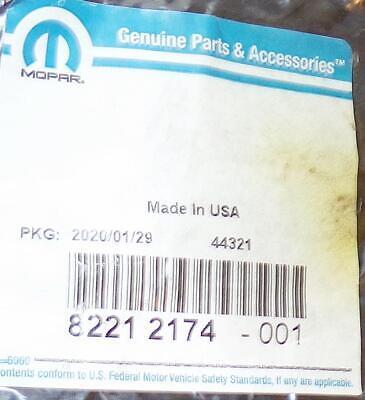 Genuine Parts & Accessories™
MOPAR®
Made In USA
PKG: 2020/01/29 44321
8221 2174 - 001
contents conform to U.S. Federal Motor Vehicle Safety Standards, If any are applicable.